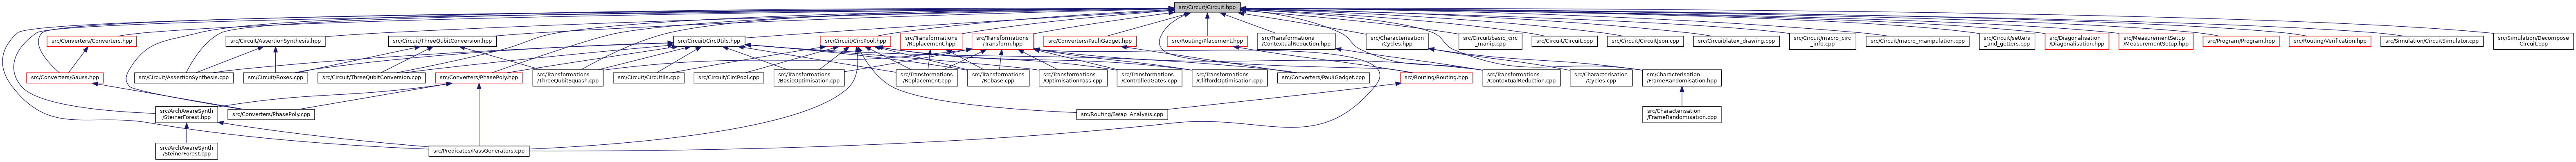 src/Circuit/Circuit.hpp
src/Converters/Converters.hpp
src/Circuit/AssertionSynthesis.hpp
src/Circuit/ThreeQubitConversion.hpp
src/Circuit/CircUtils.hpp
src/Circuit/CircPool.hpp
src/Transformations
/Replacement.hpp
src/Transformations
/Transform.hpp
src/Converters/PauliGadget.hpp
src/Routing/Placement.hpp
src/Transformations
/ContextualReduction.hpp
src/Characterisation
/Cycles.hpp
src/Circuit/basic_circ
_manip.cpp
src/Circuit/Circuit.cpp
src/Circuit/CircuitJson.cpp
src/Circuit/latex_drawing.cpp
src/Circuit/macro_circ
_info.cpp
src/Circuit/macro_manipulation.cpp
src/Circuit/setters
_and_getters.cpp
src/Diagonalisation
/Diagonalisation.hpp
src/MeasurementSetup
/MeasurementSetup.hpp
src/Program/Program.hpp
src/Routing/Verification.hpp
src/Simulation/CircuitSimulator.cpp
src/Simulation/Decompose
Circuit.cpp
src/Converters/Gauss.hpp
src/Circuit/AssertionSynthesis.cpp
src/Circuit/Boxes.cpp
src/Circuit/ThreeQubitConversion.cpp
src/Converters/PhasePoly.hpp
src/Transformations
/ThreeQubitSquash.cpp
src/Circuit/CircUtils.cpp
src/Circuit/CircPool.cpp
src/Transformations
/BasicOptimisation.cpp
src/Transformations
/Replacement.cpp
src/Transformations
/Rebase.cpp
src/Transformations
/OptimisationPass.cpp
src/Transformations
/ControlledGates.cpp
src/Transformations
/CliffordOptimisation.cpp
src/Converters/PauliGadget.cpp
src/Routing/Routing.hpp
src/Transformations
/ContextualReduction.cpp
src/Characterisation
/Cycles.cpp
src/Characterisation
/FrameRandomisation.hpp
src/ArchAwareSynth
/SteinerForest.hpp
src/Converters/PhasePoly.cpp
src/Routing/Swap_Analysis.cpp
src/Characterisation
/FrameRandomisation.cpp
src/ArchAwareSynth
/SteinerForest.cpp
src/Predicates/PassGenerators.cpp